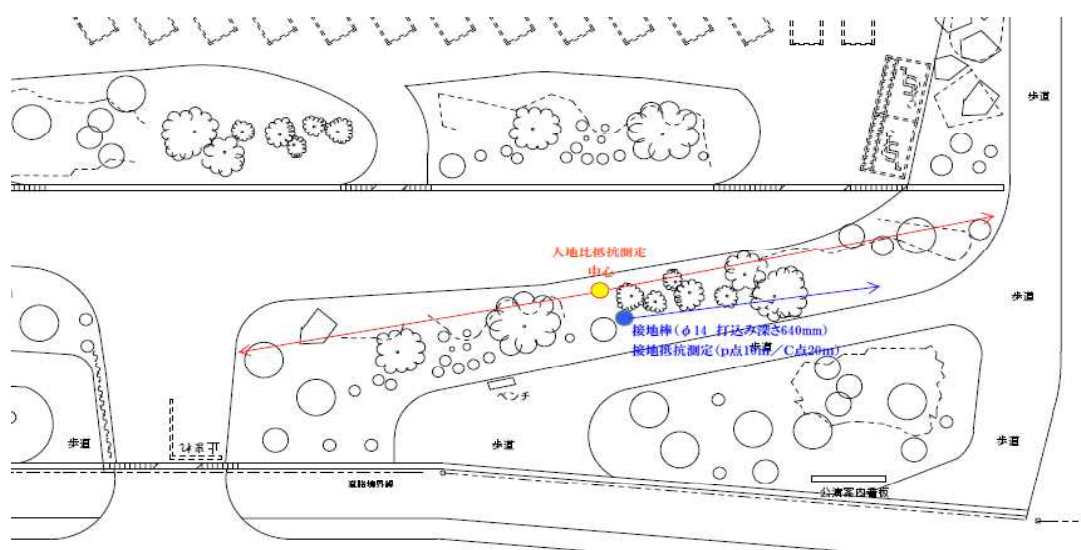 歩道
大地比抵抗測定
中心
接地棒(φ14 打込み深さ640mm)
歩道
接地抵抗測定(p点10m／C点20m)
歩道
ベンチ
歩道
歩道
歩道
道路境界線
公演案内看板